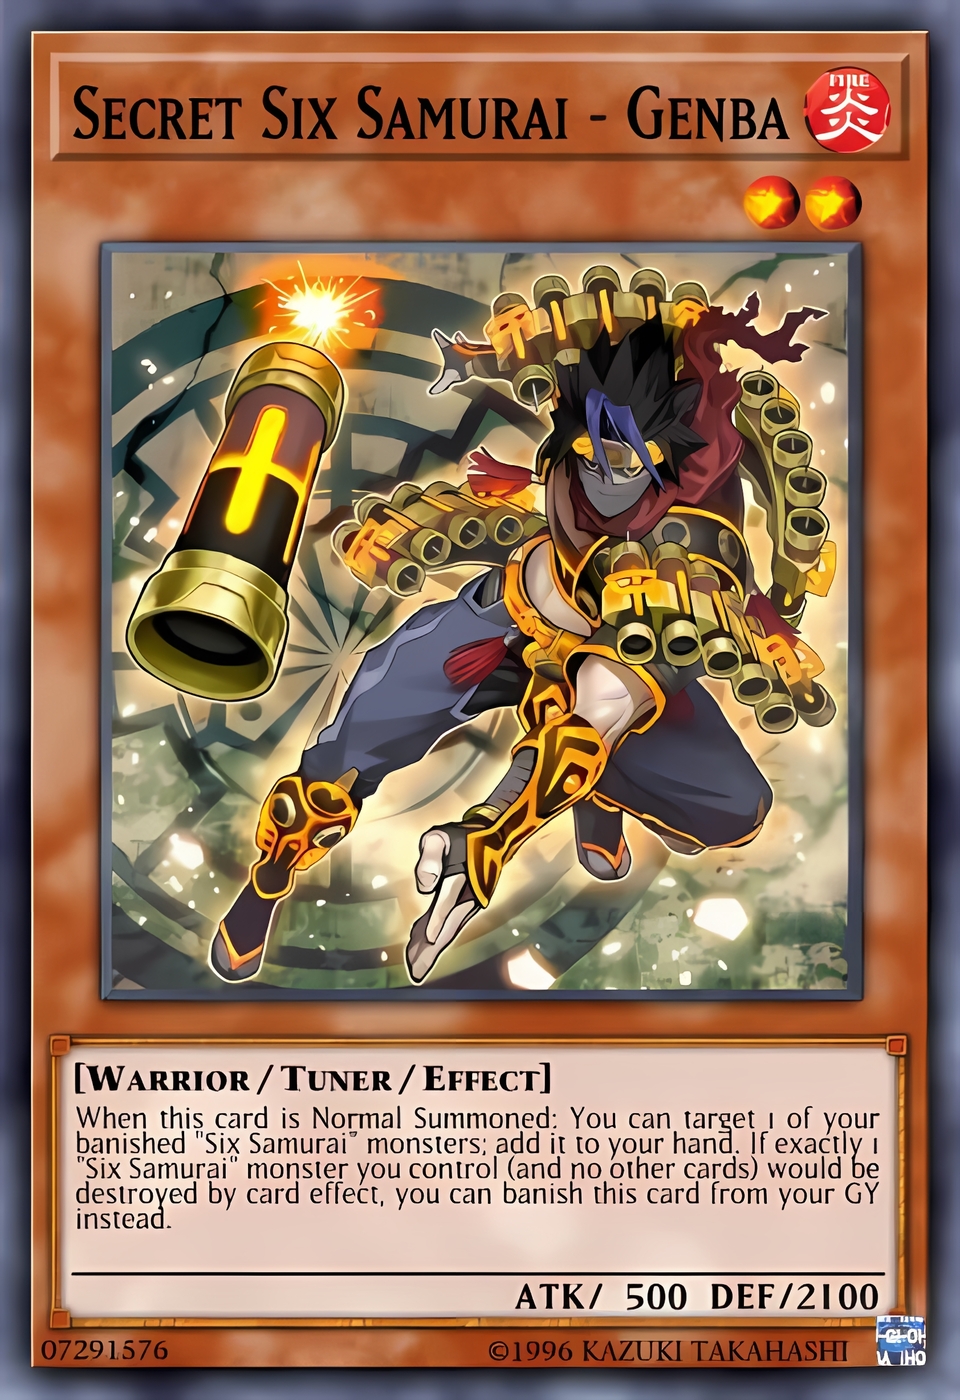 SECRET SIX SAMURAI - GENBA
炎
[WARRIOR / TUNER / EFFECT]
When this card is Normal Summoned: You can target 1 of your
banished "Six Samurai" monsters; add it to your hand. If exactly 1
"Six Samurai" monster you control (and no other cards) would be
destroyed by card effect, you can banish this card from your GY
instead.
ATK/ 500 DEF/2100
07291576
©1996 KAZUKI TAKAHASHI